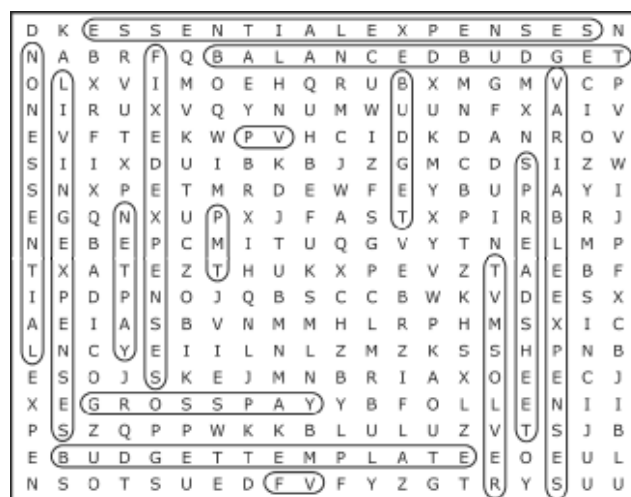 D K E S S E N T I A L E X P E N S E S N
N A B R F Q B A L A N C E D B U D G E T
O L X V I M O E H Q R U B X M G M V C P
N I R U X V Q Y N U M W U U N F X A I V
E V F T E K W P V H C I D K D A N R O V
S I I X D U I B K B J Z G M C D S I Z W
S N X P E T M R D E W F E Y B U P A Y I
E G Q N X U P X J F A S T X P I R B R J
N E B E P C M I T U Q G V Y T N E L M P
T X A T E Z T H U K X P E V Z T A E B F
I P D P N O J Q B S C C B W K V D E S X
A E I A S B V N M M H L R P H M S X I C
L N C Y E I I L N L Z M Z K S S H P N B
E S O J S K E J M N B R I A X O E E C J
X E G R O S S P A Y Y B F O L L E N I I
P S Z Q P P W K K B L U L U Z V T S J B
E B U D G E T T E M P L A T E E O E U L
N S O T S U E D F V F Y Z G T R Y S U U